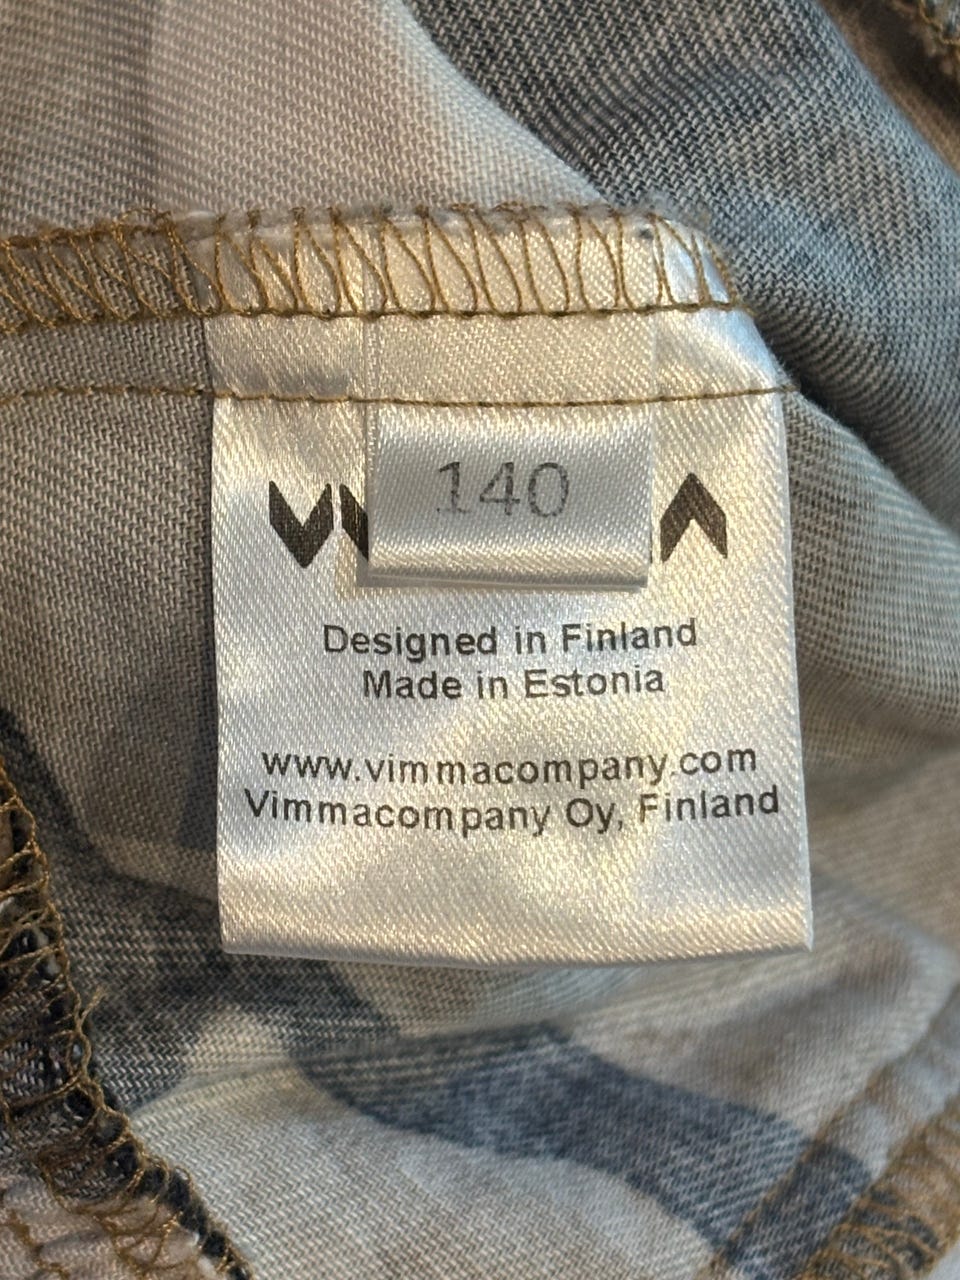 140
Designed in Finland
Made in Estonia
www.vimmacompany.com
Vimmacompany Oy, Finland